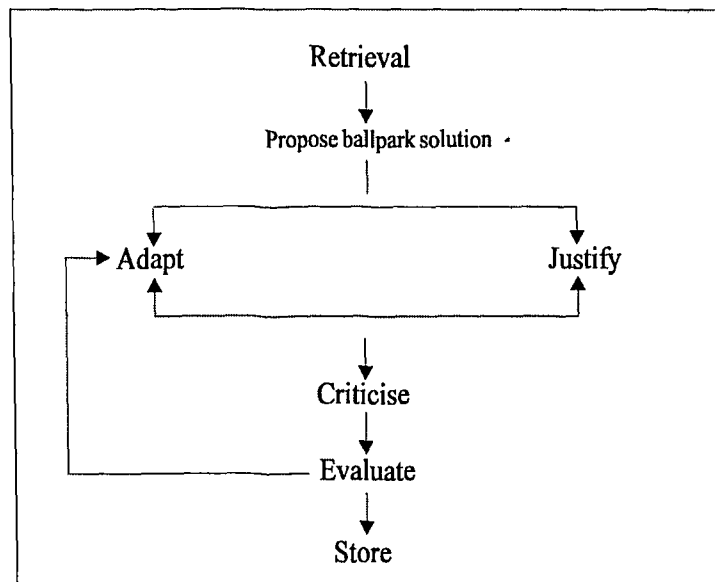 Retrieval
Propose ballpark solution
Adapt
Justify
Criticise
Evaluate
Store